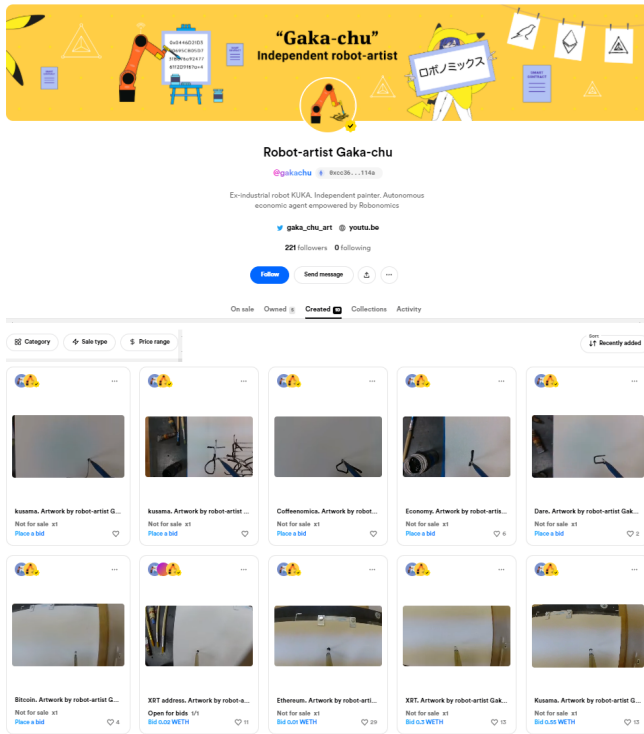 "Gaka-chu"
Independent robot-artist
ロボノミックス
SMART
CONTRACT
Robot-artist Gaka-chu
@gakachu 0xcc36...114a
Ex-industrial robot KUKA. Independent painter. Autonomous
economic agent empowered by Robonomics
gaka_chu_art youtu.be
221 followers 0 following
Follow Send message
On sale Owned Created Collections Activity
Category Sale type Price range
Sort
Recently added
kusama. Artwork by robot-artist G...
Not for sale x1
Place a bid
kusama. Artwork by robot-artist ...
Not for sale x1
Place a bid
Coffeenomica. Artwork by robot...
Not for sale x1
Place a bid
Economy. Artwork by robot-artis...
Not for sale x1
Place a bid 6
Dare. Artwork by robot-artist Gak...
Not for sale x1
Place a bid 2
Bitcoin. Artwork by robot-artist G...
Not for sale x1
Place a bid 4
XRT address. Artwork by robot-a...
Open for bids 1/1
Bid 0.02 WETH 11
Ethereum. Artwork by robot-arti...
Not for sale x1
Bid 0.01 WETH 29
XRT. Artwork by robot-artist Gak...
Not for sale x1
Bid 0.3 WETH 13
Kusama. Artwork by robot-artist ...
Not for sale x1
Bid 0.55 WETH 13